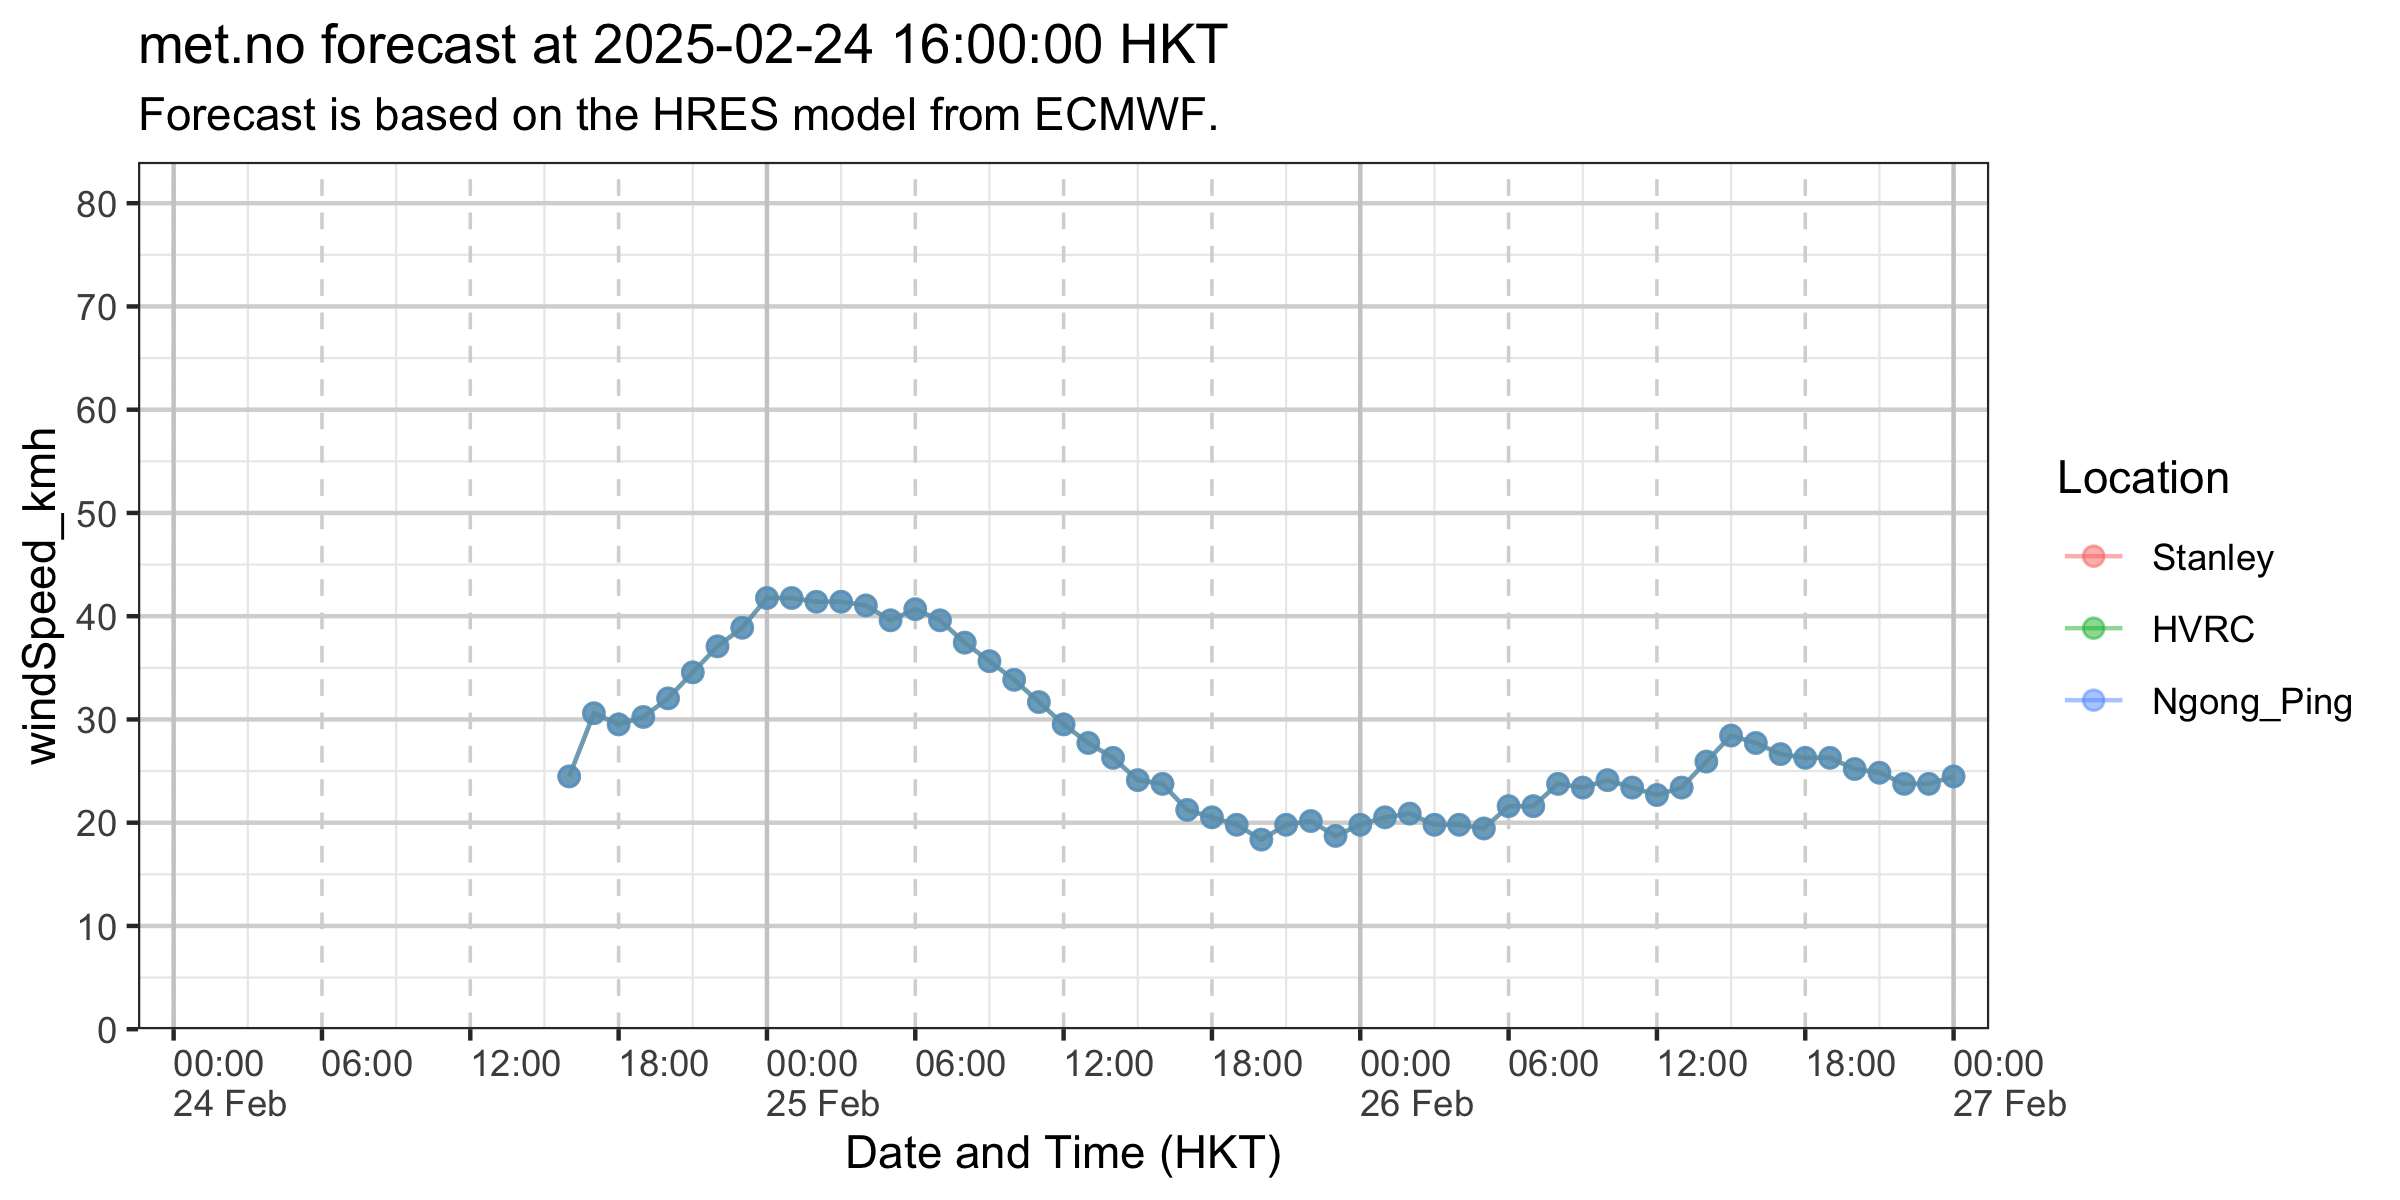 met.no forecast at 2025-02-24 16:00:00 HKT
Forecast is based on the HRES model from ECMWF.
windSpeed_kmh
80
70
60
50
40
30
20
10
0
00:00 06:00 12:00 18:00 00:00 06:00 12:00 18:00 00:00 06:00 12:00 18:00 00:00
24 Feb 25 Feb 26 Feb 27 Feb
Date and Time (HKT)
Location
Stanley
HVRC
Ngong_Ping